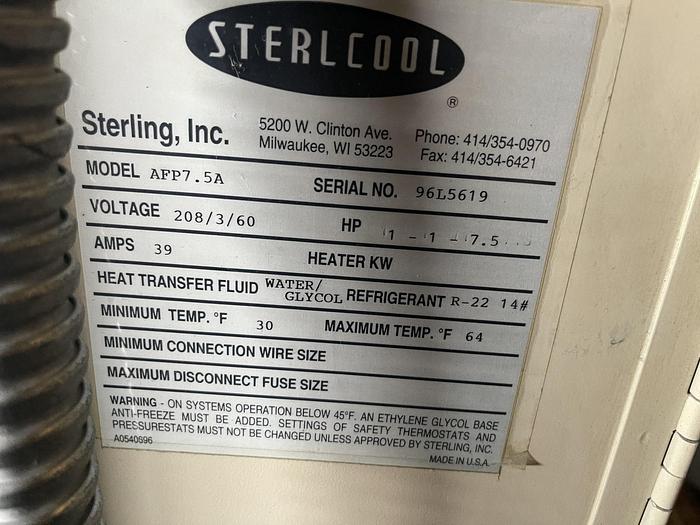 STERLCOOL
®
Sterling, Inc. 5200 W. Clinton Ave. Phone: 414/354-0970
Milwaukee, WI 53223 Fax: 414/354-6421
MODEL AFP7.5A SERIAL NO. 96L5619
VOLTAGE 208/3/60 HP 1 - 1 - 7.5
AMPS 39 HEATER KW
HEAT TRANSFER FLUID WATER/
GLYCOL REFRIGERANT R-22 14#
MINIMUM TEMP. °F 30 MAXIMUM TEMP. °F 64
MINIMUM CONNECTION WIRE SIZE
MAXIMUM DISCONNECT FUSE SIZE
WARNING - ON SYSTEMS OPERATION BELOW 45°F. AN ETHYLENE GLYCOL BASE
ANTI-FREEZE MUST BE ADDED. SETTINGS OF SAFETY THERMOSTATS AND
PRESSURESTATS MUST NOT BE CHANGED UNLESS APPROVED BY STERLING, INC.
A0540696 MADE IN U.S.A.